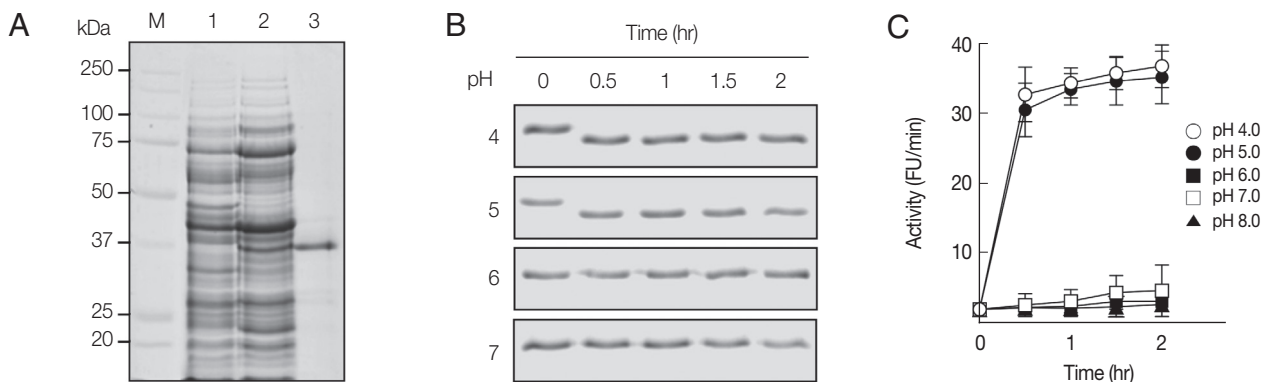 A
kDa M 1 2 3
250
100
75
50
37
25
20
B
Time (hr)
pH 0 0.5 1 1.5 2
4
5
6
7
C
40
30
20
10
Activity (FU/min)
0 1 2
Time (hr)
pH 4.0
pH 5.0
pH 6.0
pH 7.0
pH 8.0